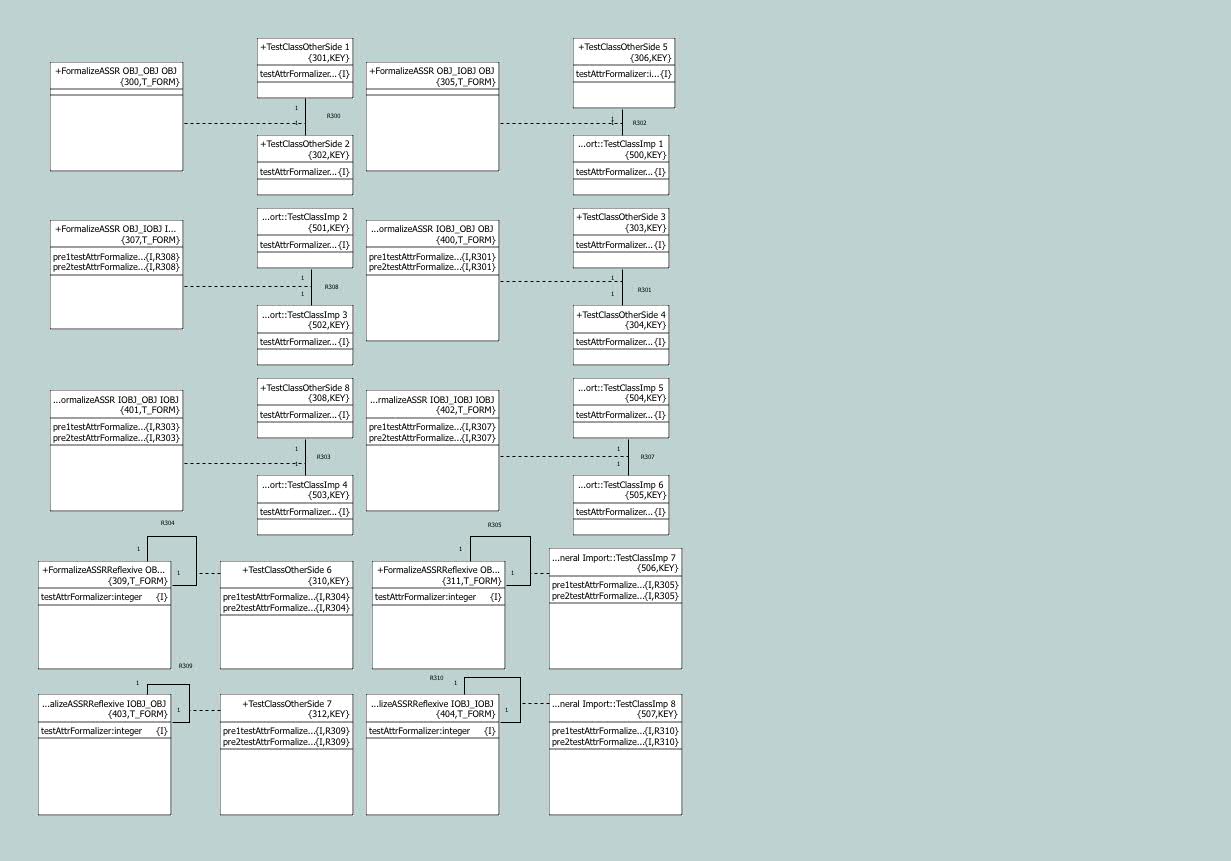 +FormalizeASSR OBJ_OBJ OBJ
{300,T_FORM}
+TestClassOtherSide 1
{301,KEY}
testAttrFormalizer... {I}
1
1
R300
+TestClassOtherSide 2
{302,KEY}
testAttrFormalizer... {I}
+FormalizeASSR OBJ_IOBJ OBJ
{305,T_FORM}
+TestClassOtherSide 5
{306,KEY}
testAttrFormalizer:i... {I}
1
1
R302
...ort::TestClassImp 1
{500,KEY}
testAttrFormalizer... {I}
+FormalizeASSR OBJ_IOBJ I...
{307,T_FORM}
pre1testAttrFormalize...{I,R308}
pre2testAttrFormalize...{I,R308}
...ort::TestClassImp 2
{501,KEY}
testAttrFormalizer... {I}
1
1
R308
...ort::TestClassImp 3
{502,KEY}
testAttrFormalizer... {I}
...ormalizeASSR IOBJ_OBJ OBJ
{400,T_FORM}
pre1testAttrFormalize...{I,R301}
pre2testAttrFormalize...{I,R301}
+TestClassOtherSide 3
{303,KEY}
testAttrFormalizer... {I}
1
1
R301
+TestClassOtherSide 4
{304,KEY}
testAttrFormalizer... {I}
...ormalizeASSR IOBJ_OBJ IOBJ
{401,T_FORM}
pre1testAttrFormalize...{I,R303}
pre2testAttrFormalize...{I,R303}
+TestClassOtherSide 8
{308,KEY}
testAttrFormalizer... {I}
1
1
R303
...ort::TestClassImp 4
{503,KEY}
testAttrFormalizer... {I}
...rmalizeASSR IOBJ_IOBJ IOBJ
{402,T_FORM}
pre1testAttrFormalize...{I,R307}
pre2testAttrFormalize...{I,R307}
...ort::TestClassImp 5
{504,KEY}
testAttrFormalizer... {I}
1
1
R307
...ort::TestClassImp 6
{505,KEY}
testAttrFormalizer... {I}
R304
1
1
+FormalizeASSRReflexive OB...
{309,T_FORM}
testAttrFormalizer:integer {I}
+TestClassOtherSide 6
{310,KEY}
pre1testAttrFormalize...{I,R304}
pre2testAttrFormalize...{I,R304}
R305
1
1
+FormalizeASSRReflexive OB...
{311,T_FORM}
testAttrFormalizer:integer {I}
...neral Import::TestClassImp 7
{506,KEY}
pre1testAttrFormalize...{I,R305}
pre2testAttrFormalize...{I,R305}
R309
1
1
...alizeASSRReflexive IOBJ_OBJ
{403,T_FORM}
testAttrFormalizer:integer {I}
+TestClassOtherSide 7
{312,KEY}
pre1testAttrFormalize...{I,R309}
pre2testAttrFormalize...{I,R309}
R310
1
1
...lizeASSRReflexive IOBJ_IOBJ
{404,T_FORM}
testAttrFormalizer:integer {I}
...neral Import::TestClassImp 8
{507,KEY}
pre1testAttrFormalize...{I,R310}
pre2testAttrFormalize...{I,R310}